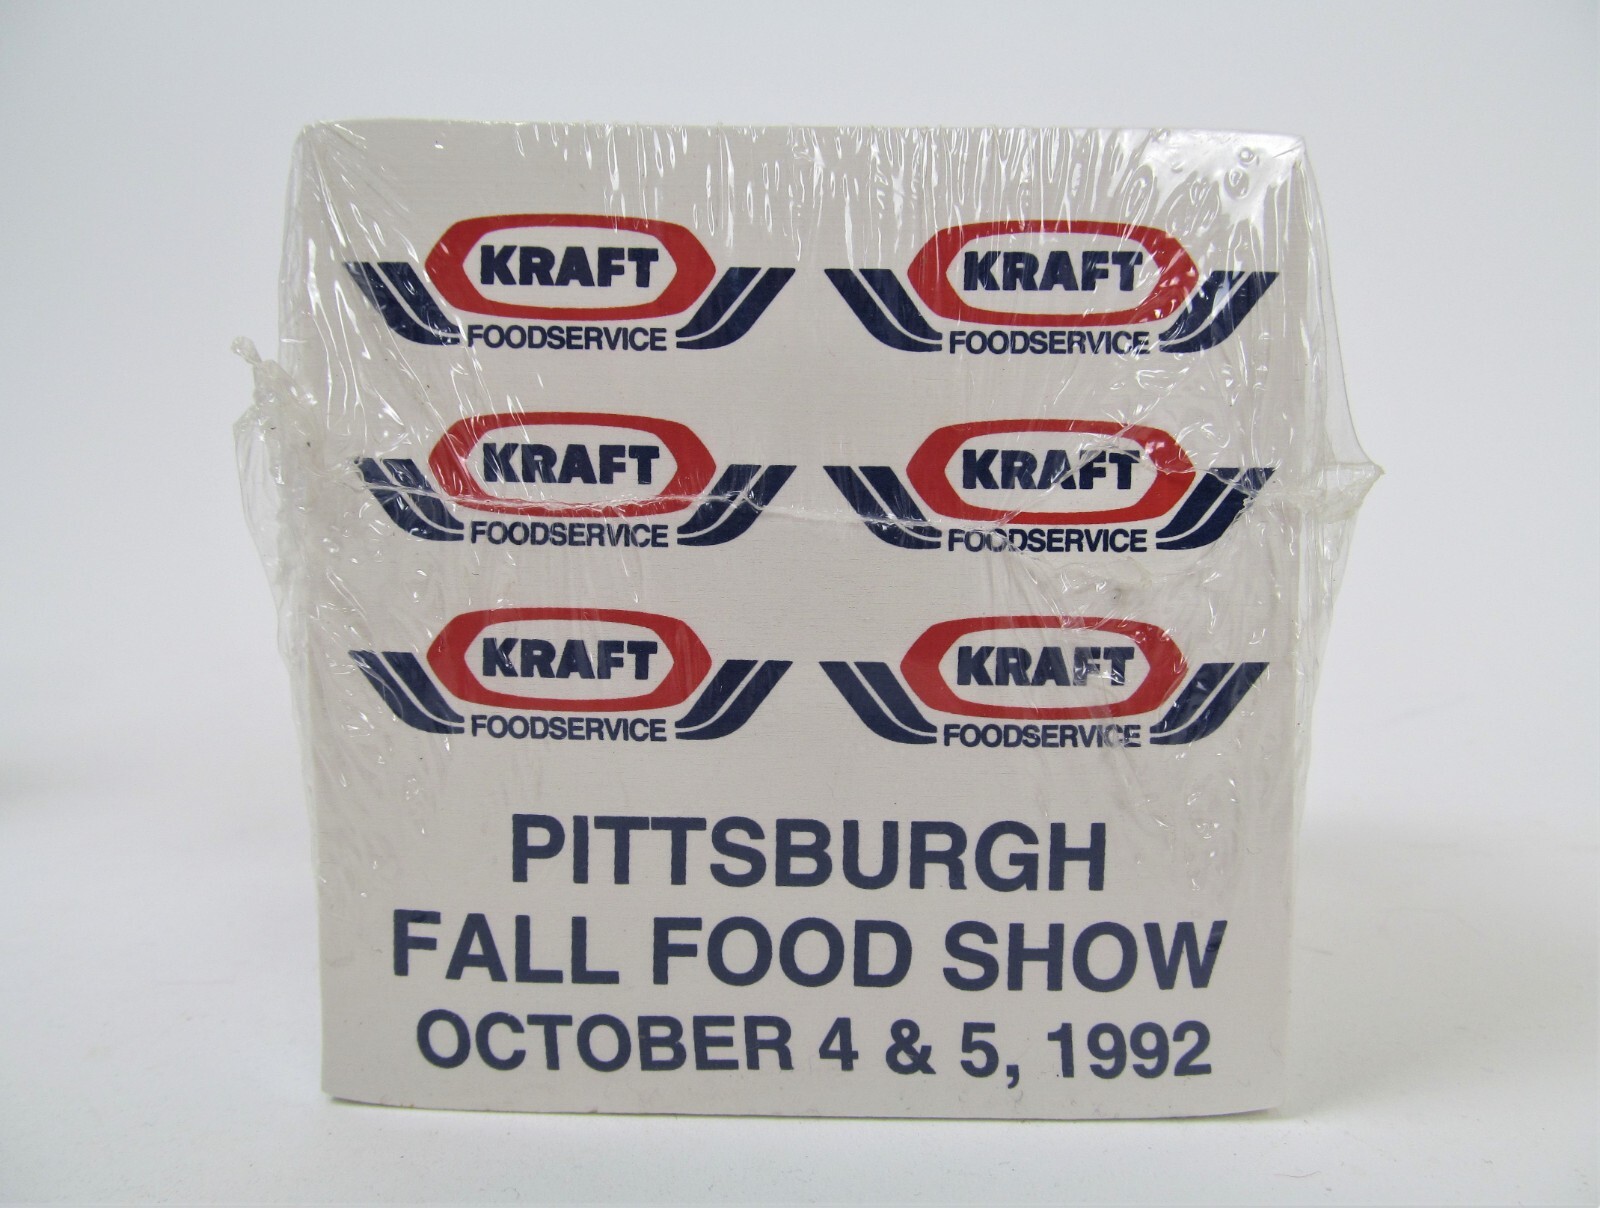 KRAFT KRAFT
FOODSERVICE FOODSERVICE
KRAFT KRAFT
FOODSERVICE FOODSERVICE
KRAFT KRAFT
FOODSERVICE FOODSERVICE
PITTSBURGH
FALL FOOD SHOW
OCTOBER 4 & 5, 1992